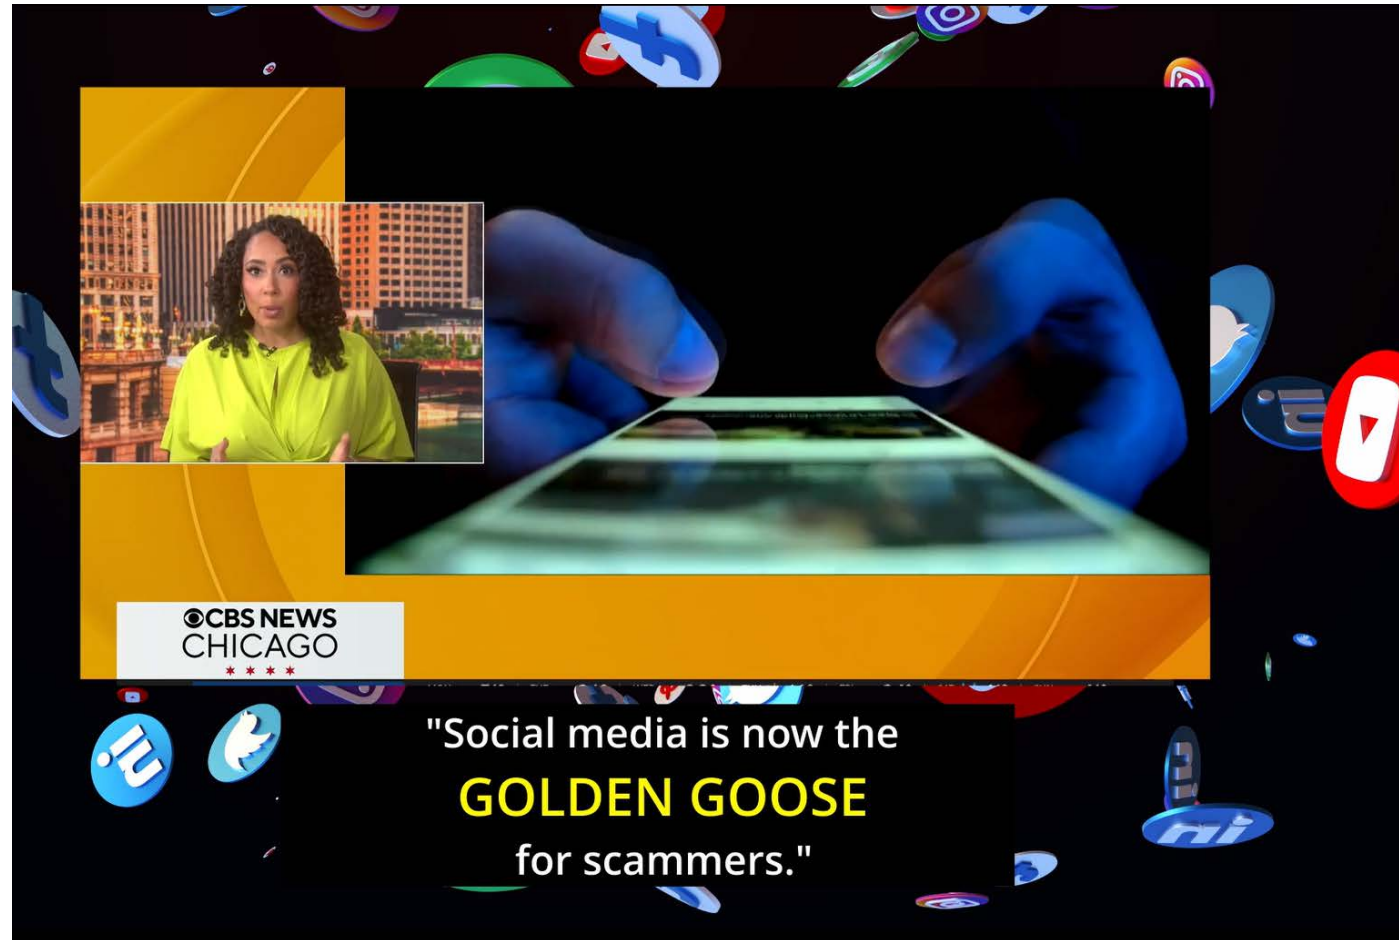 CBS NEWS
CHICAGO
"Social media is now the
GOLDEN GOOSE
for scammers."